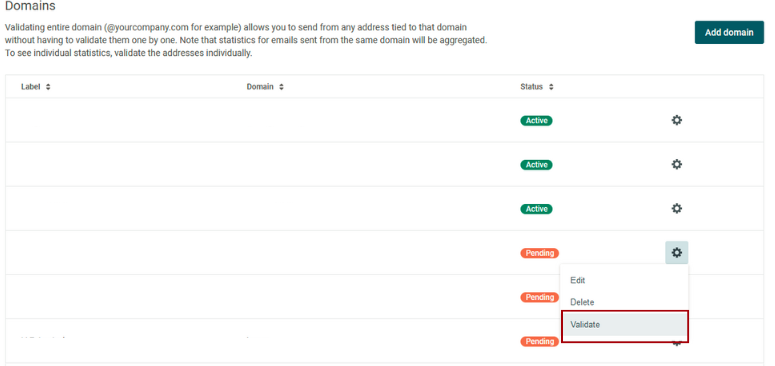 Domains
Validating entire domain (@yourcompany.com for example) allows you to send from any address tied to that domain
without having to validate them one by one. Note that statistics for emails sent from the same domain will be aggregated.
To see individual statistics, validate the addresses individually.
Add domain
Label Domain Status
Active
Active
Active
Pending
Edit
Pending
Delete
Validate
Pending